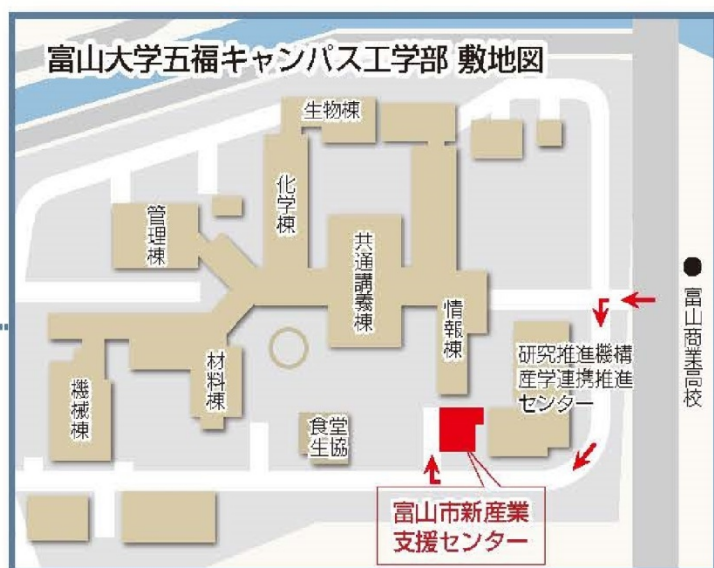 富山大学五福キャンパス工学部 敷地図
生物棟
化学棟
管理棟
共通講義棟
情報棟
富山商業高校
研究推進機構
産学連携推進
センター
材料棟
機械棟
食堂
生協
富山市新産業
支援センター